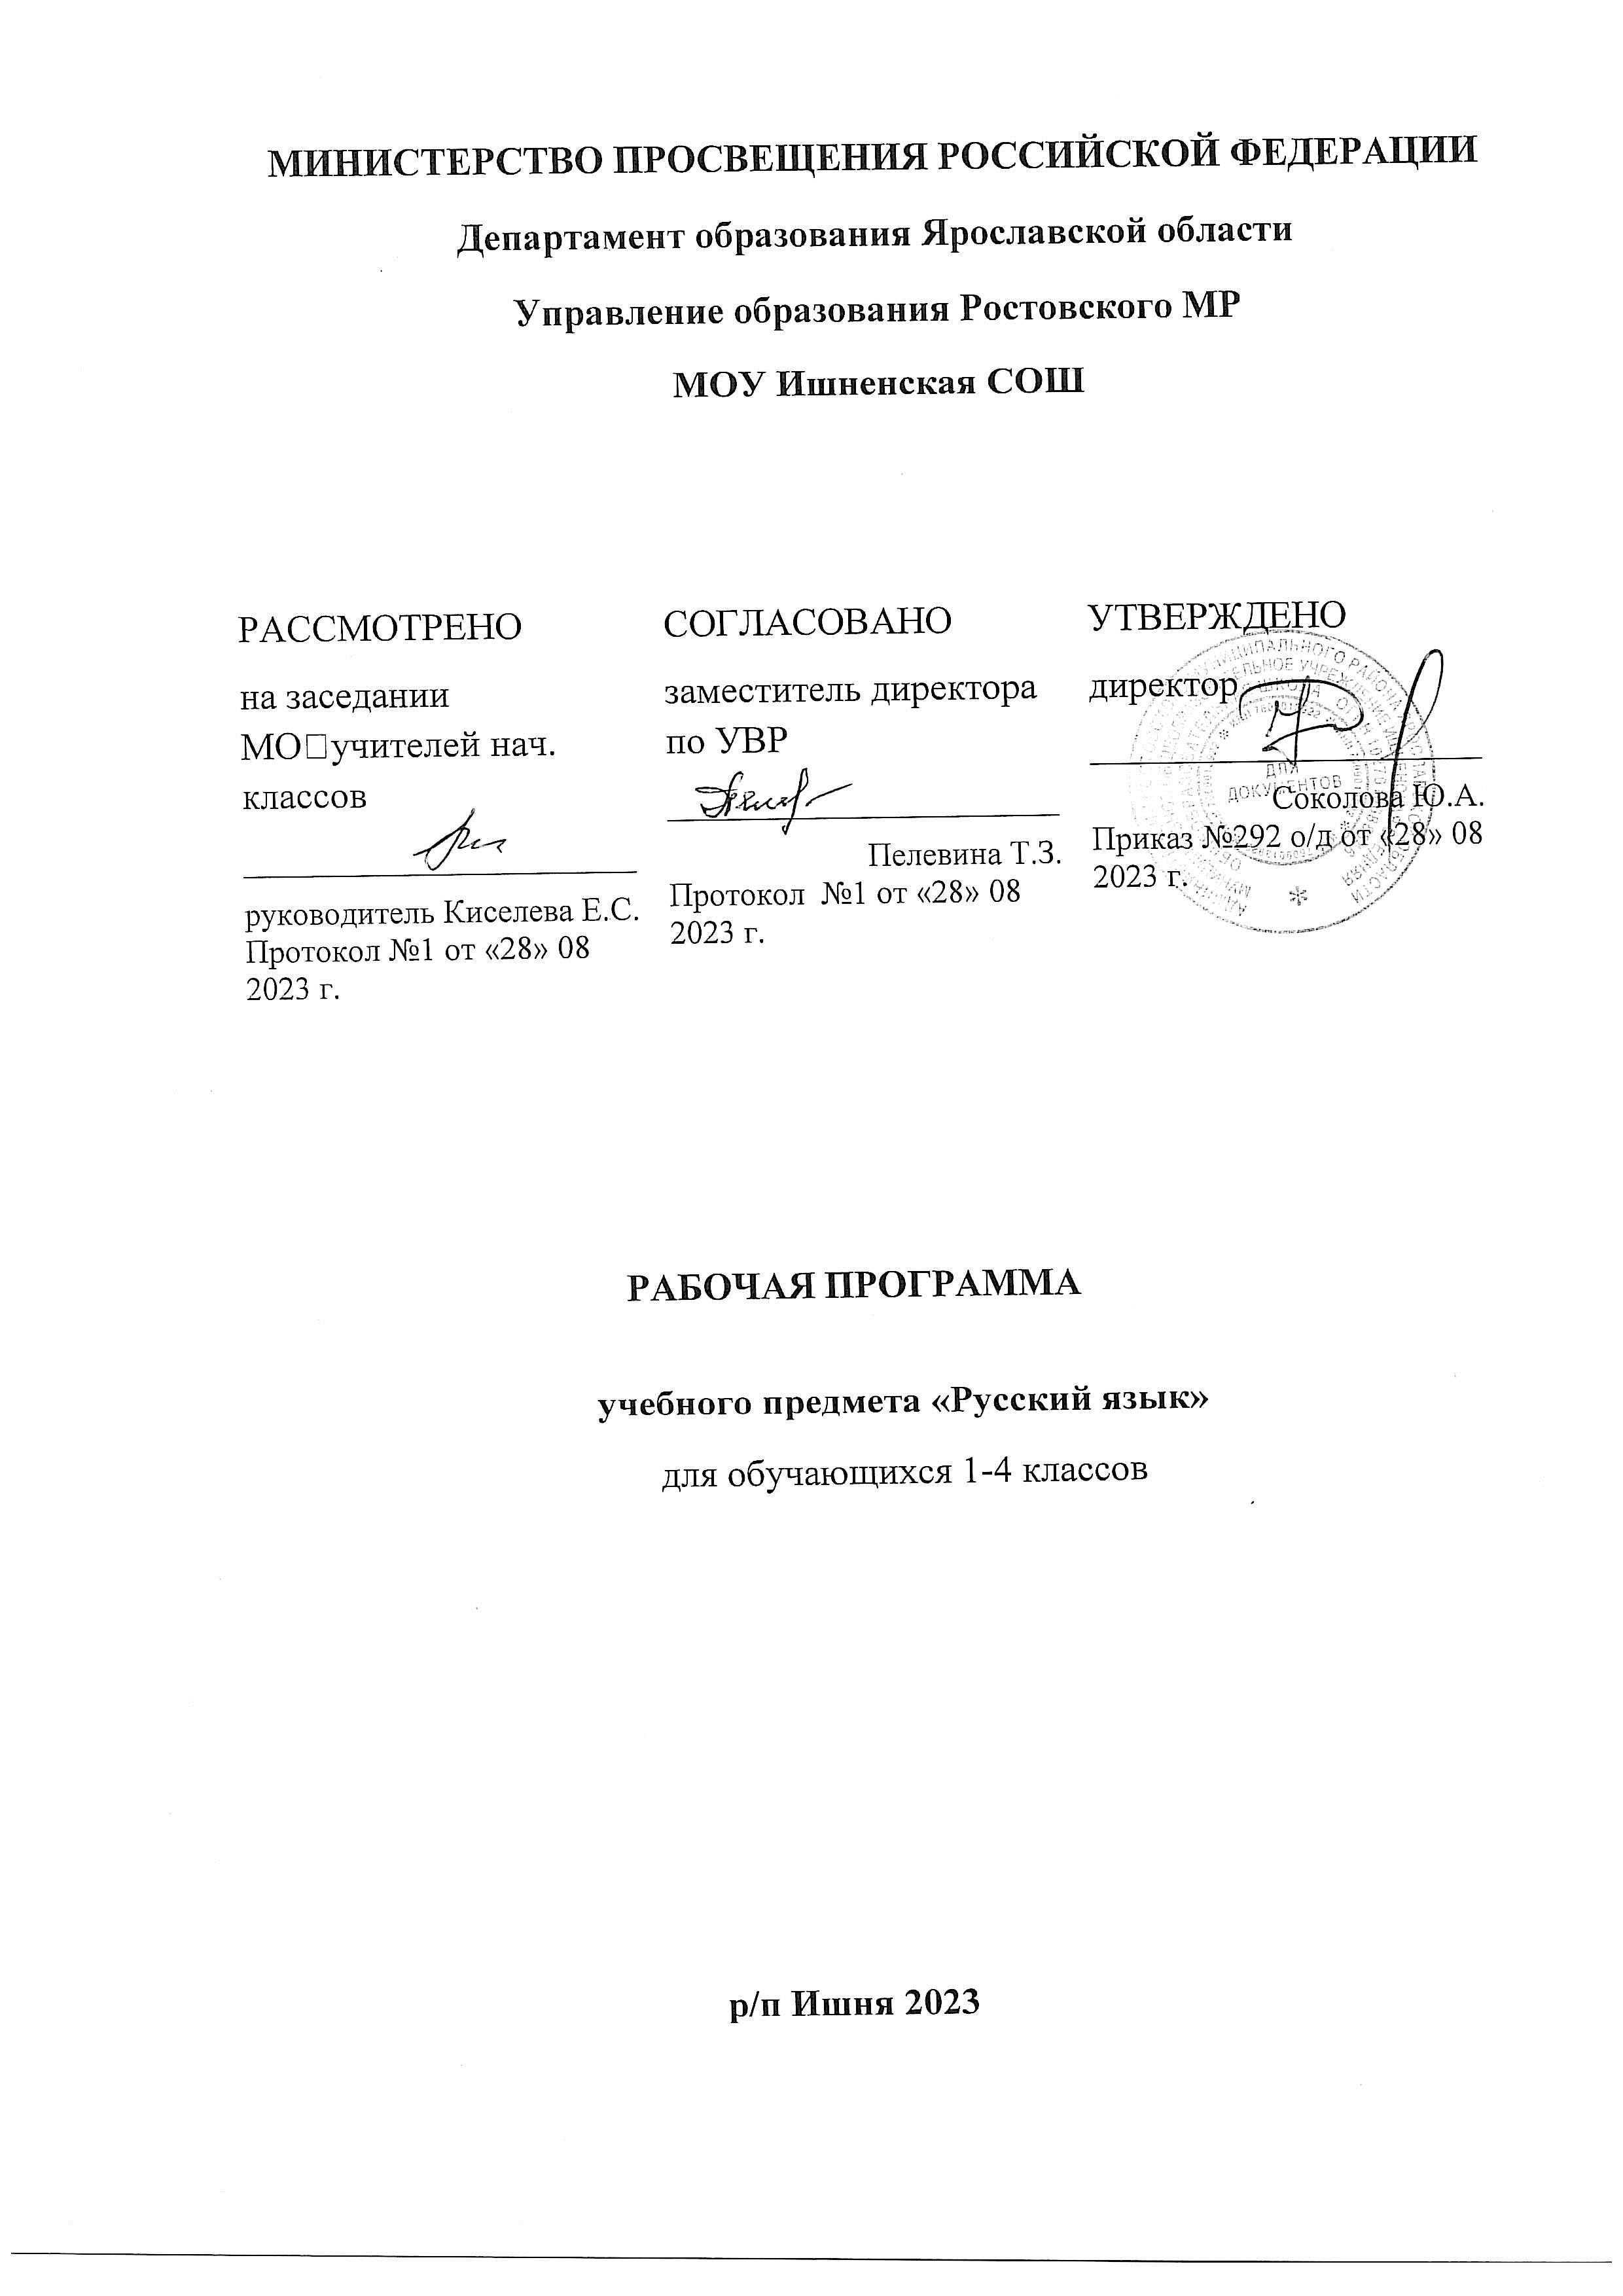 МИНИСТЕРСТВО ПРОСВЕЩЕНИЯ РОССИЙСКОЙ ФЕДЕРАЦИИ
Департамент образования Ярославской области
Управление образования Ростовского МР
МОУ Ишненская СОШ
РАССМОТРЕНО
на заседании
МО□учителей нач.
классов
руководитель Киселева Е.С.
Протокол №1 от «28» 08
2023 г.
СОГЛАСОВАНО
заместитель директора
по УВР
Пелевина Т.З.
Протокол №1 от «28» 08
2023 г.
УТВЕРЖДЕНО
директор
ДЛЯ
ДОКУМЕНТОВ
Соколова Ю.А.
Приказ №292 о/д от «28» 08
2023 г.
РАБОЧАЯ ПРОГРАММА
учебного предмета «Русский язык»
для обучающихся 1-4 классов
р/п Ишня 2023